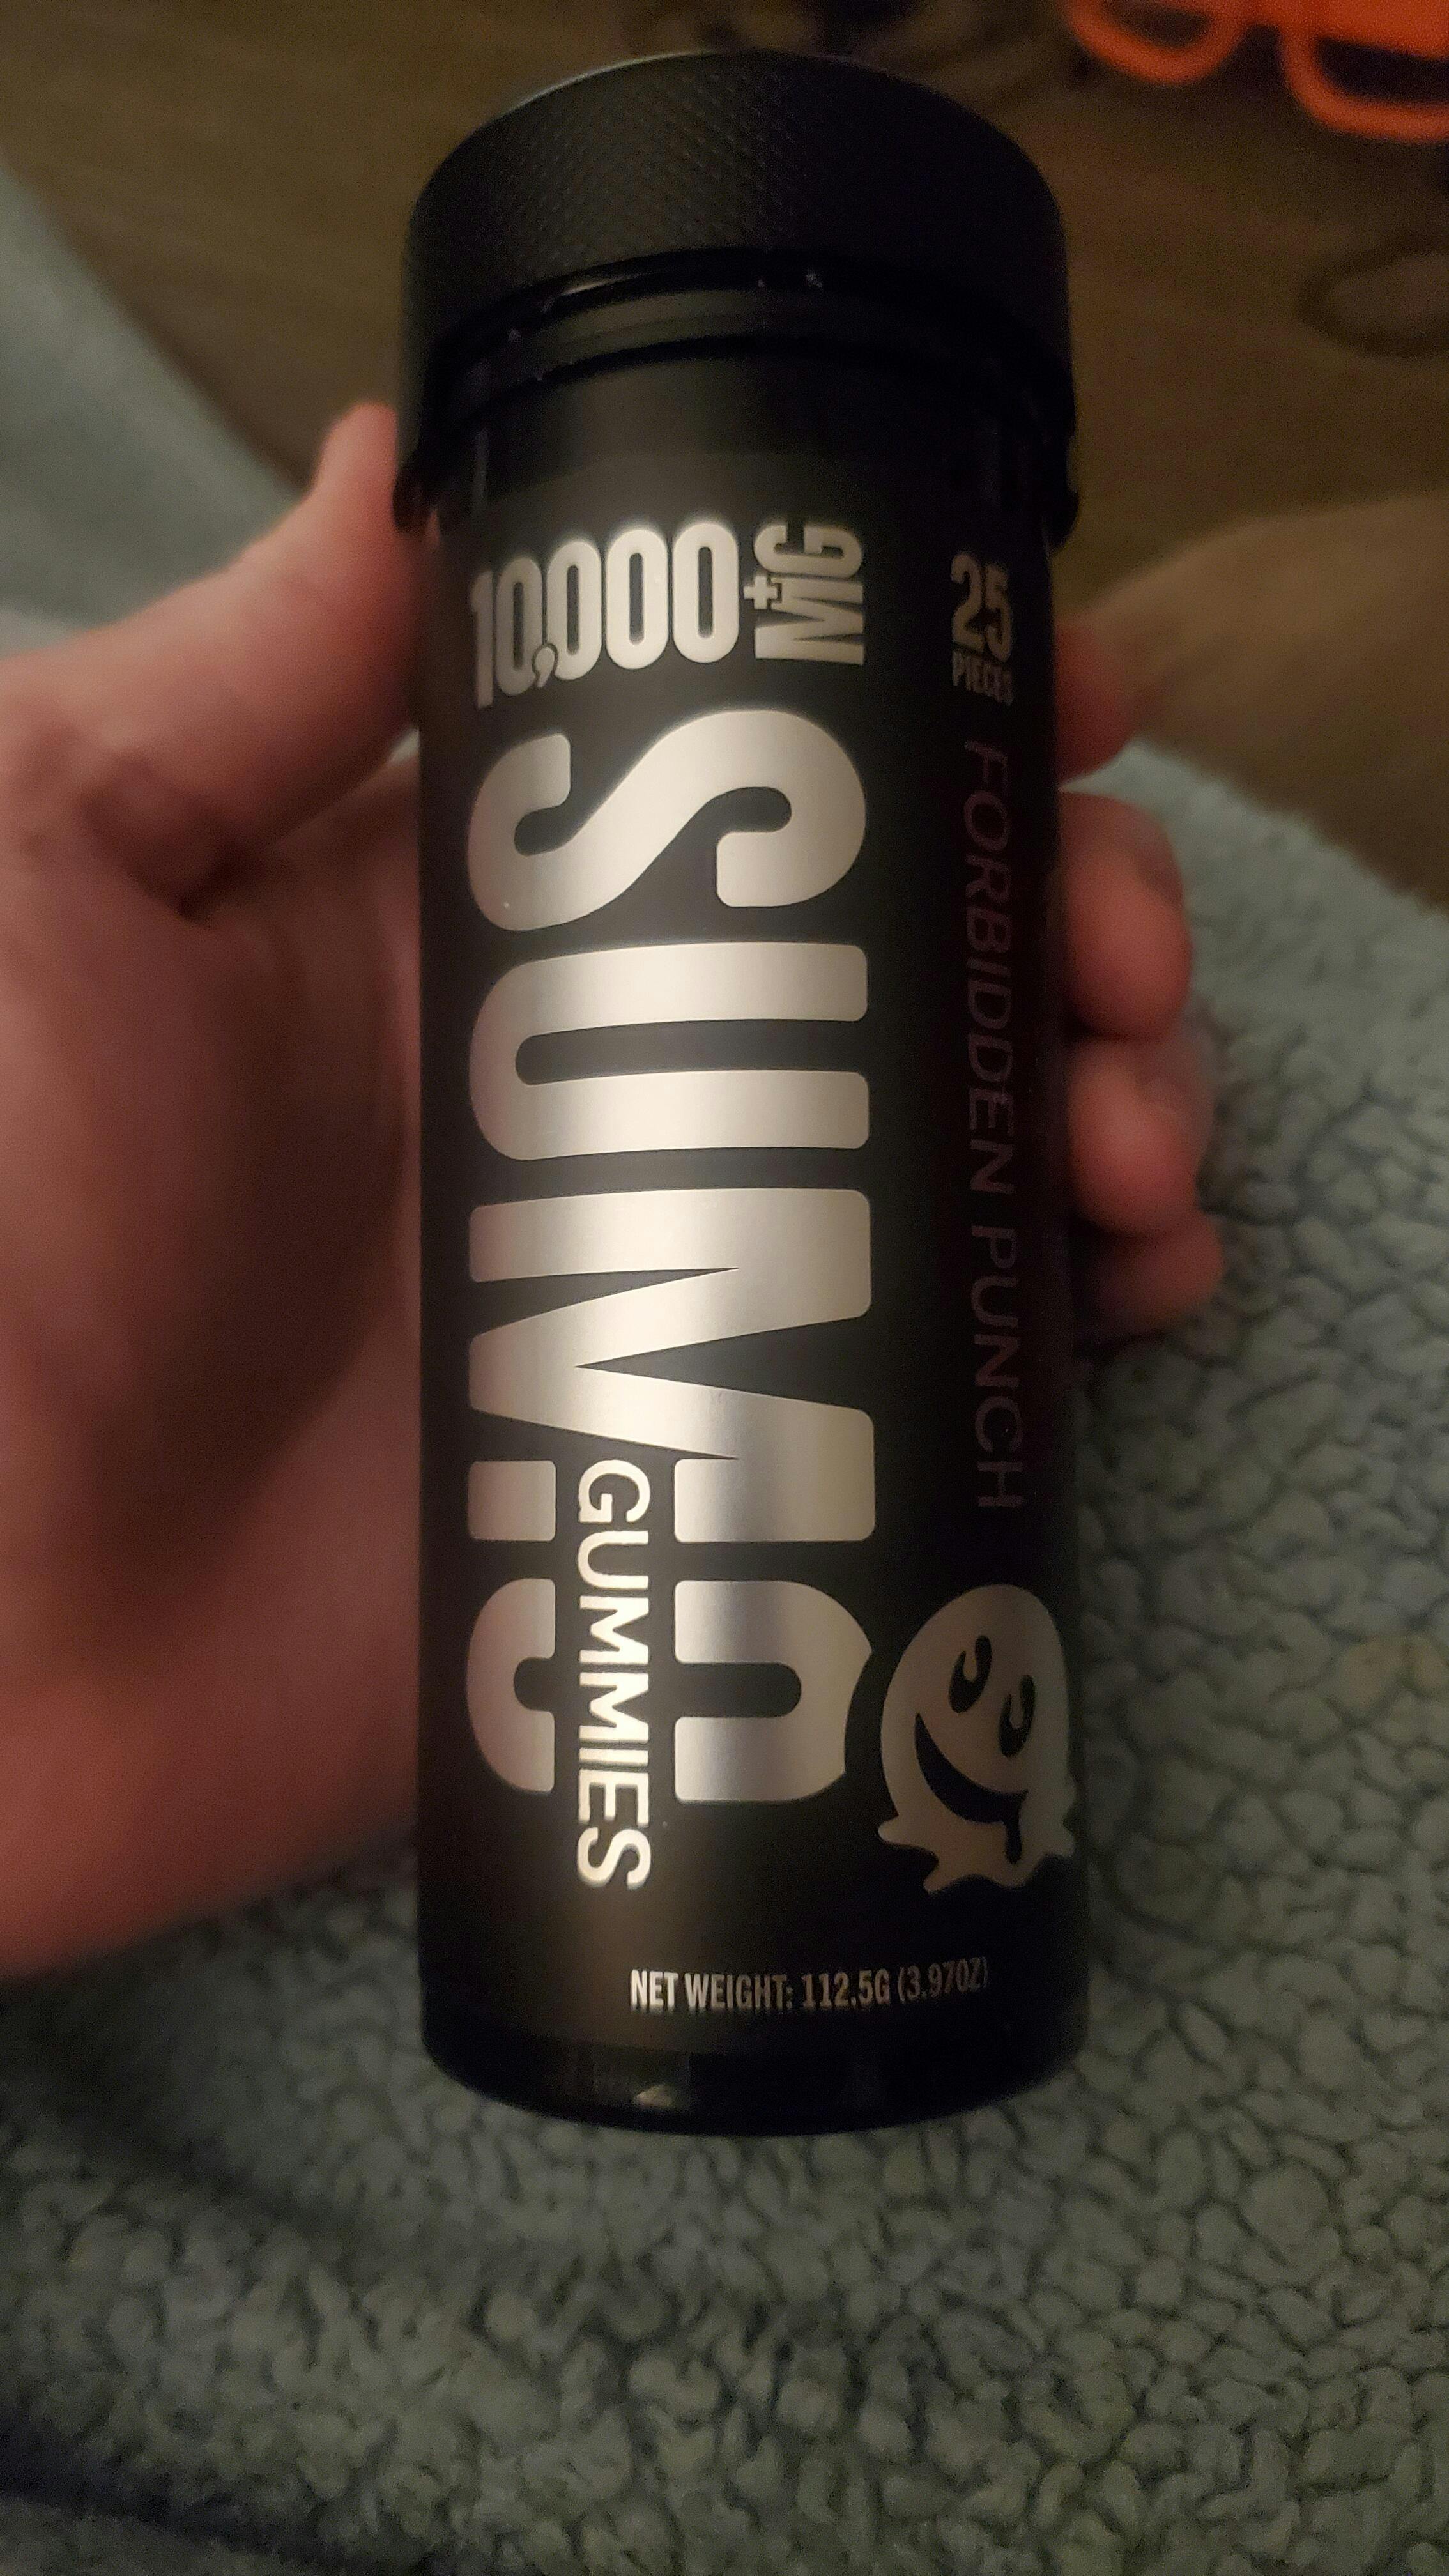 10,000
MG+
SUMO
GUMMIES
25
PIECES
FORBIDDEN PUNCH
NET WEIGHT: 112.5G (3.97OZ)